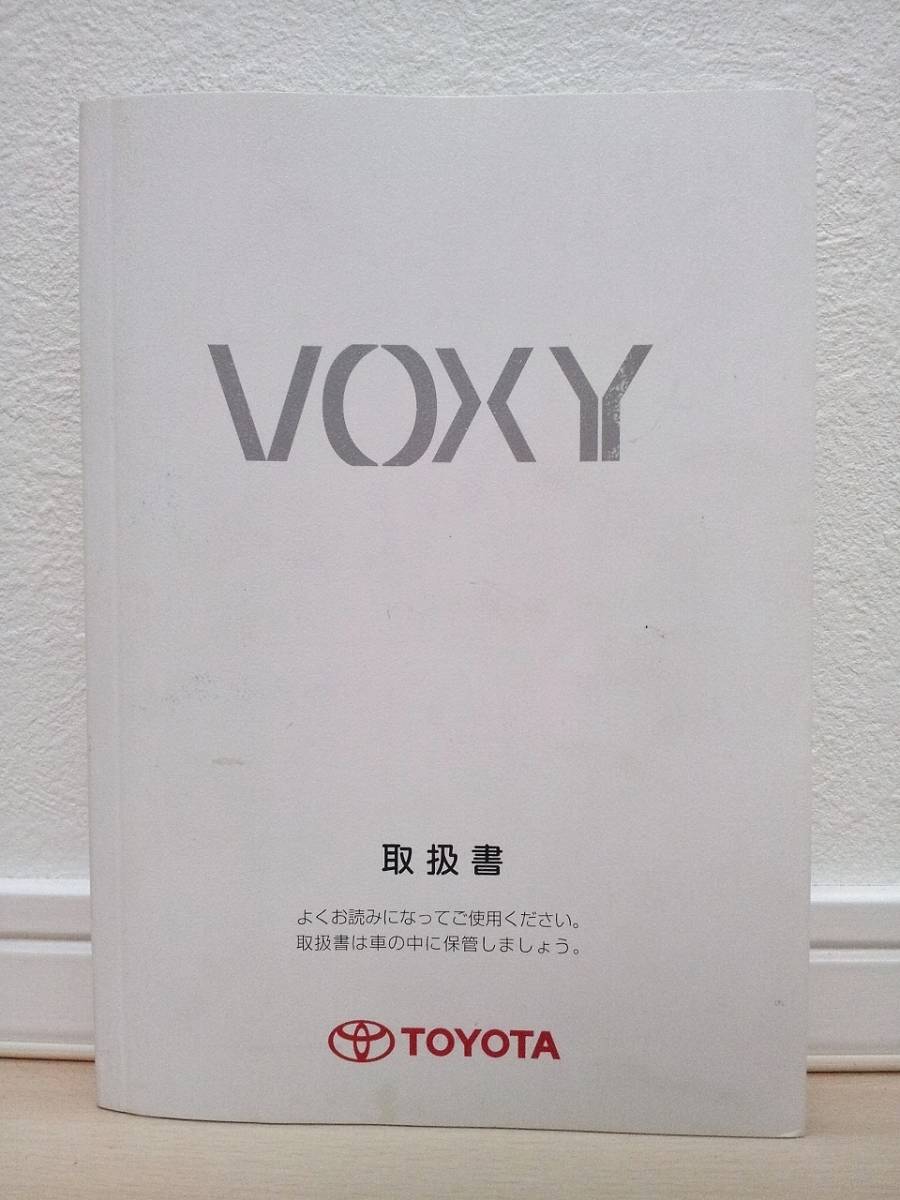 VOXY
取扱書
よくお読みになってご使用ください。
取扱書は車の中に保管しましょう。
TOYOTA